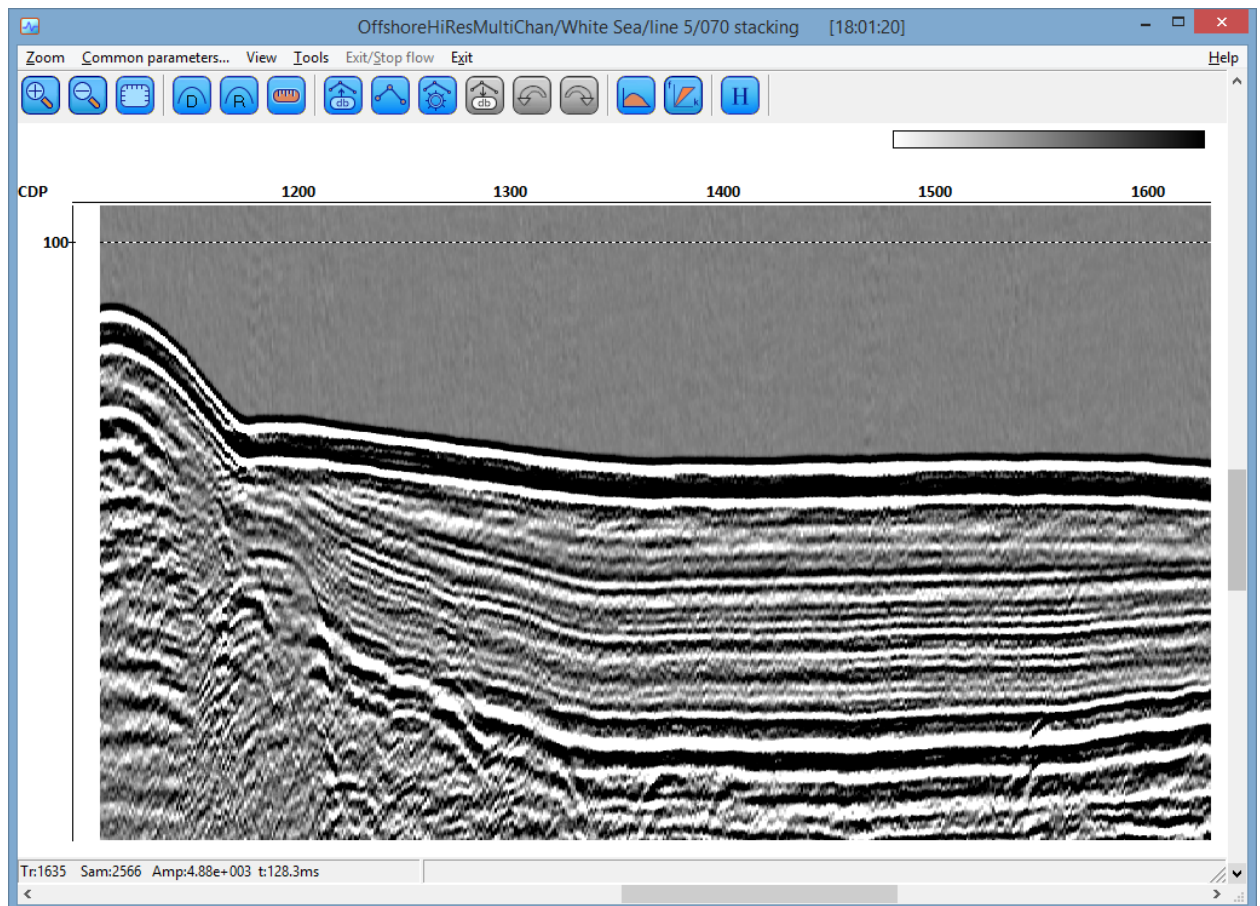 OffshoreHiResMultiChan/White Sea/line 5/070 stacking [18:01:20]
Zoom Common parameters... View Tools Exit/Stop flow Exit Help
D R db db f k H
CDP 1200 1300 1400 1500 1600
100
Tr:1635 Sam:2566 Amp:4.88e+003 t:128.3ms